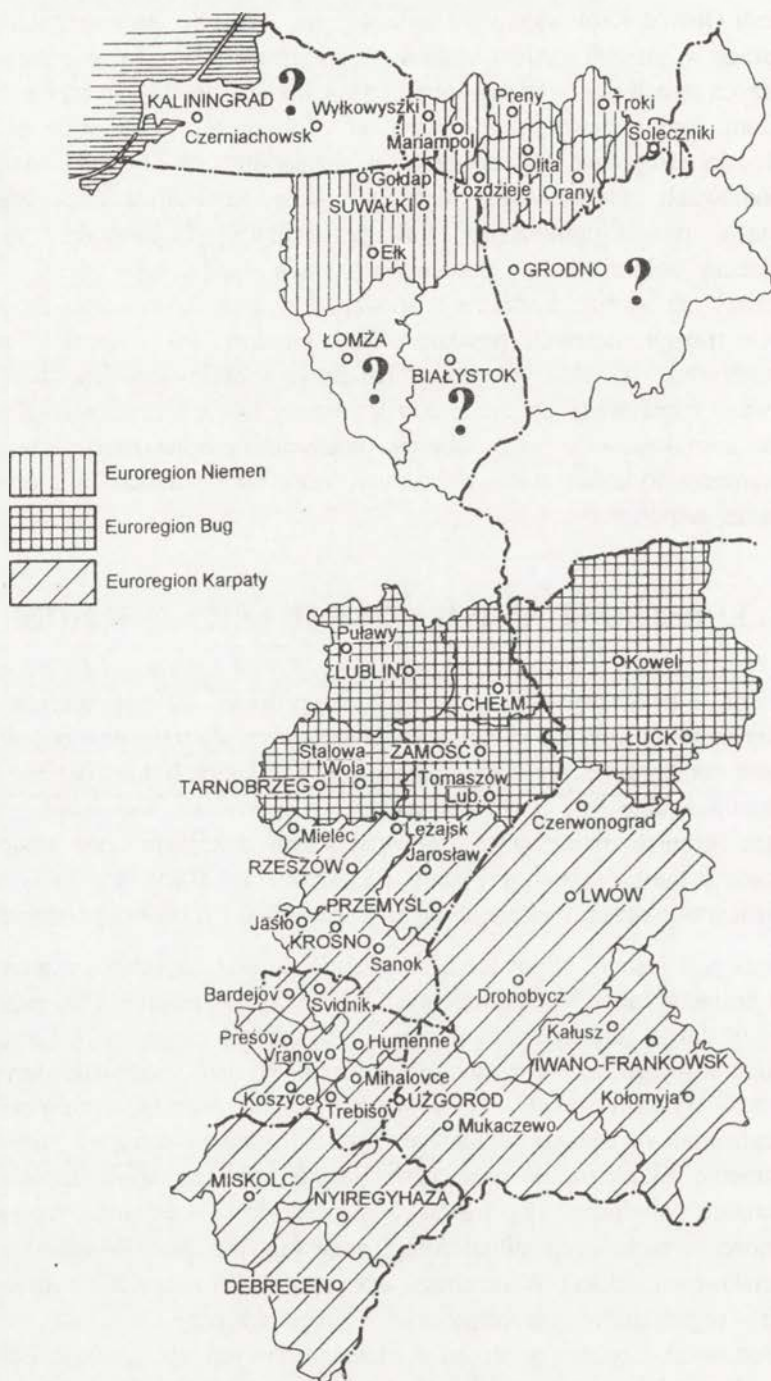 ?
KALININGRAD
Czerniachowsk
Wyłkowyszki
Mariampol
Preny
Troki
Soleczniki
Olita
Gołdap
Łozdzieje
Orany
SUWAŁKI
Ełk
GRODNO
?
ŁOMŻA
?
BIAŁYSTOK
?
Euroregion Niemen
Euroregion Bug
Euroregion Karpaty
Puławy
LUBLIN
CHEŁM
Kowel
ŁUCK
Stalowa
Wola
ZAMOŚĆ
TARNOBRZEG
Tomaszów
Lub.
Mielec
Leżajsk
Czerwonograd
RZESZÓW
Jarosław
PRZEMYŚL
LWÓW
Jasło
KROSNO
Sanok
Bardejov
Svidnik
Drohobycz
Presov
Vranov
Humenne
Kałusz
IWANO-FRANKOWSK
Mihalovce
Koszyce
Trebišov
UŻGOROD
Kołomyja
Mukaczewo
MISKOLC
NYIREGYHAZA
DEBRECEN